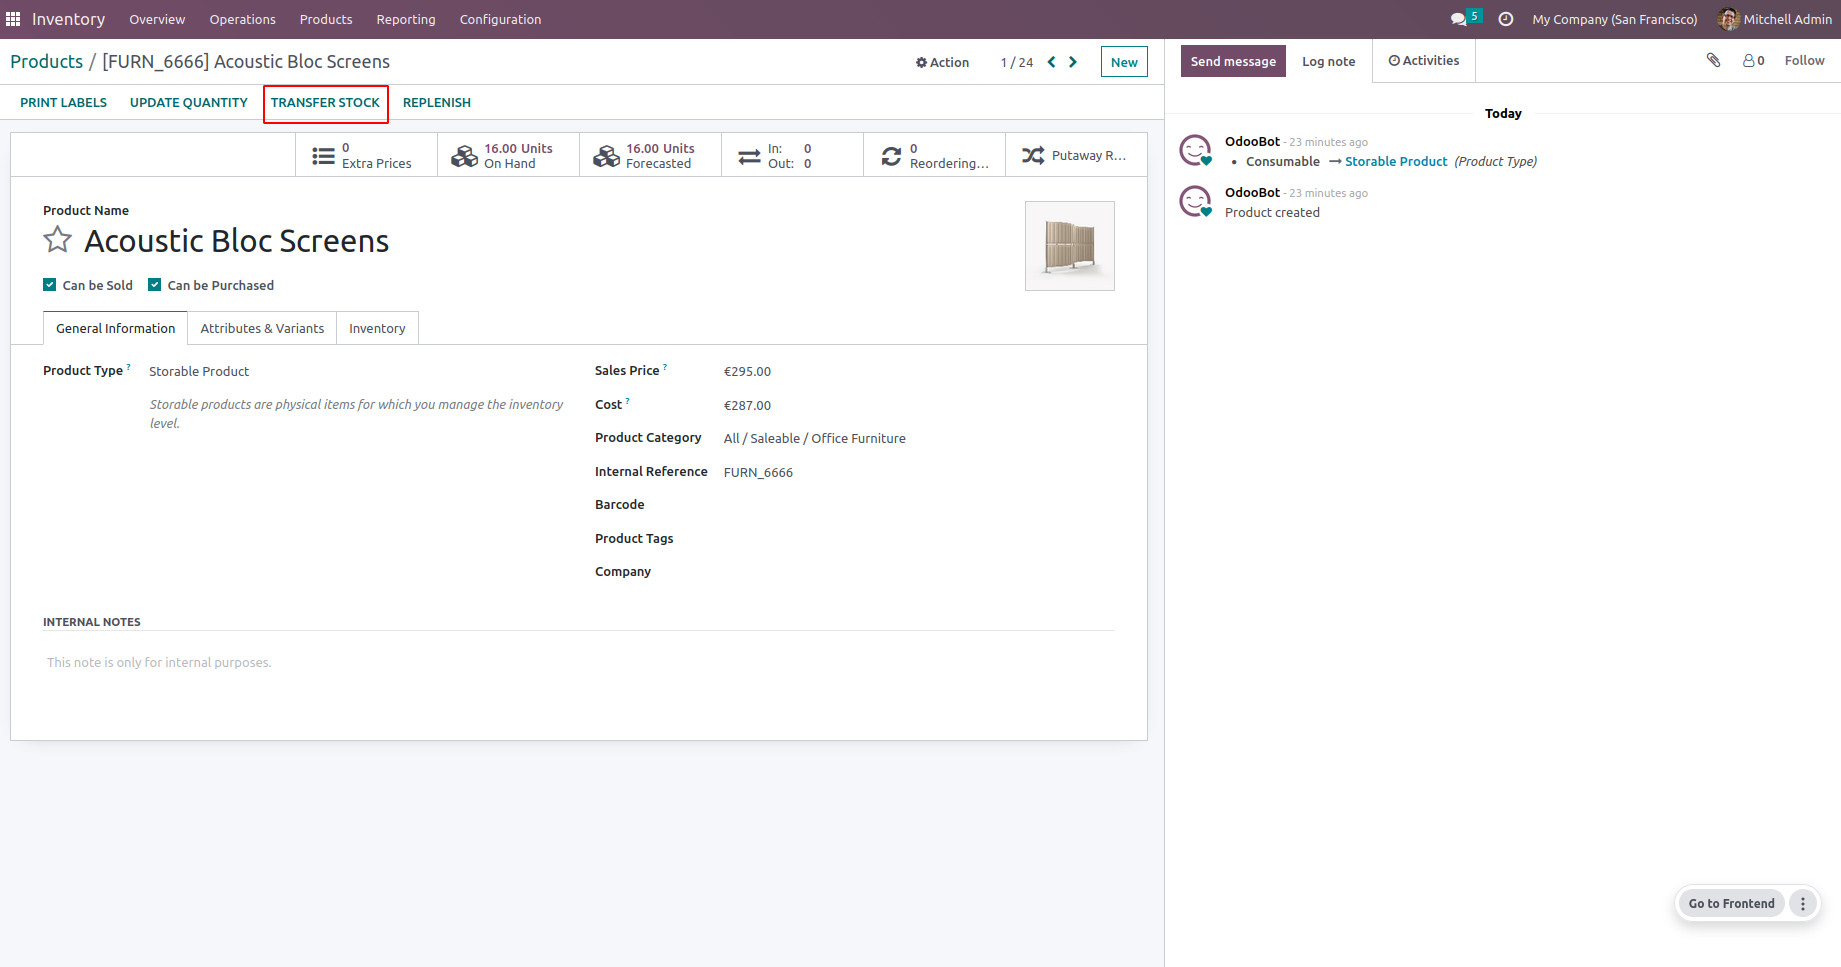 Inventory Overview Operations Products Reporting Configuration 5 My Company (San Francisco) Mitchell Admin
Products / [FURN_6666] Acoustic Bloc Screens Action 1 / 24 New
PRINT LABELS UPDATE QUANTITY TRANSFER STOCK REPLENISH
0
Extra Prices
16.00 Units
On Hand
16.00 Units
Forecasted
In: 0
Out: 0
0
Reordering...
Putaway R...
Product Name
Acoustic Bloc Screens
Can be Sold Can be Purchased
General Information Attributes & Variants Inventory
Product Type ? Storable Product
Storable products are physical items for which you manage the inventory
level.
Sales Price ? €295.00
Cost ? €287.00
Product Category All / Saleable / Office Furniture
Internal Reference FURN_6666
Barcode
Product Tags
Company
INTERNAL NOTES
This note is only for internal purposes.
Send message Log note Activities 0 Follow
Today
OdooBot - 23 minutes ago
• Consumable → Storable Product (Product Type)
OdooBot - 23 minutes ago
Product created
Go to Frontend